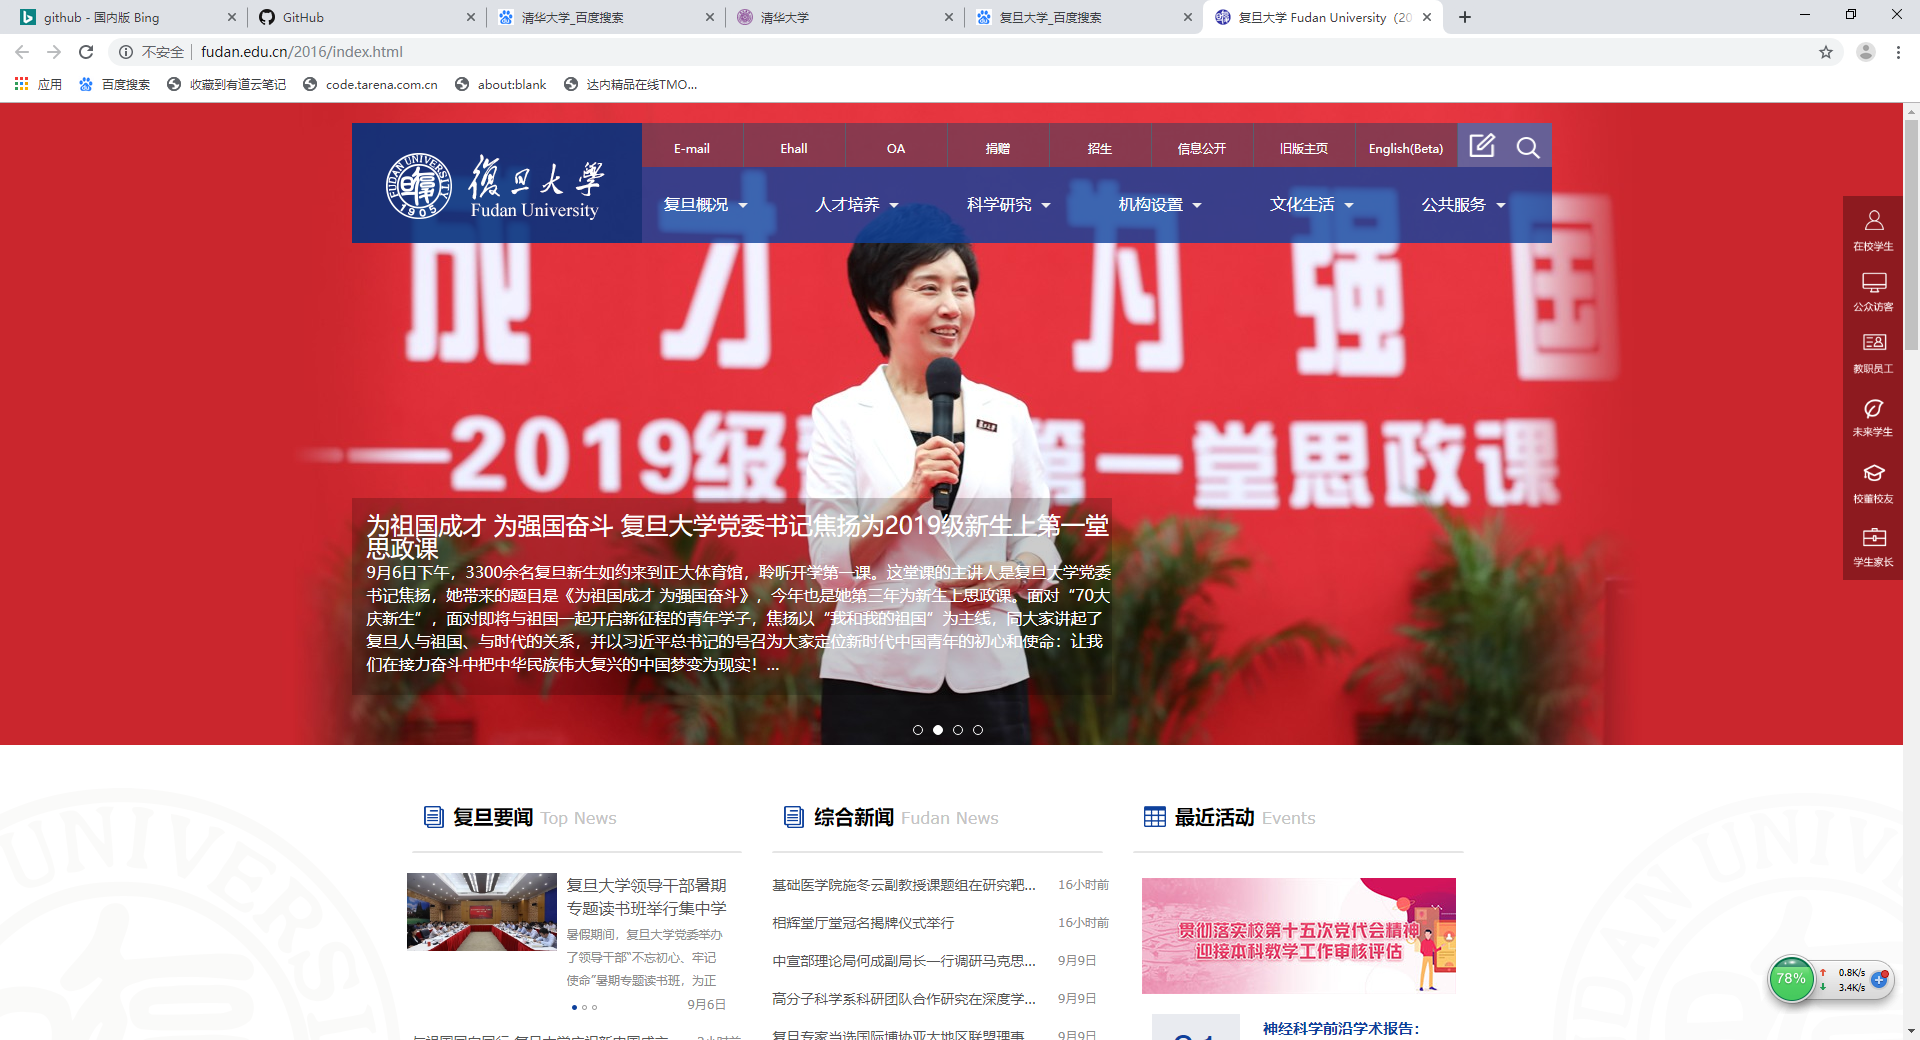 github - 国内版 Bing
GitHub
清华大学_百度搜索
清华大学
复旦大学_百度搜索
复旦大学 Fudan University (20
不安全
fudan.edu.cn/2016/index.html
应用
百度搜索
收藏到有道云笔记
code.tarena.com.cn
about:blank
达内精品在线TMO...
E-mail
Ehall
OA
捐赠
招生
信息公开
旧版主页
English(Beta)
FUDAN UNIVERSITY
1905
復旦大學
Fudan University
复旦概况
人才培养
科学研究
机构设置
文化生活
公共服务
成才 为强国
——2019级
第一堂思政课
在校学生
公众访客
教职员工
未来学生
校董校友
学生家长
为祖国成才 为强国奋斗 复旦大学党委书记焦扬为2019级新生上第一堂
思政课
9月6日下午，3300余名复旦新生如约来到正大体育馆，聆听开学第一课。这堂课的主讲人是复旦大学党委
书记焦扬，她带来的题目是《为祖国成才 为强国奋斗》，今年也是她第三年为新生上思政课。面对“70大
庆新生”，面对即将与祖国一起开启新征程的青年学子，焦扬以“我和我的祖国”为主线，向大家讲起了
复旦人与祖国、与时代的关系，并以习近平总书记的号召为大家定位新时代中国青年的初心和使命：让我
们在接力奋斗中把中华民族伟大复兴的中国梦变为现实！...
复旦要闻 Top News
复旦大学领导干部暑期
专题读书班举行集中学
暑假期间，复旦大学党委举办
了领导干部“不忘初心、牢记
使命”暑期专题读书班，为正
9月6日
综合新闻 Fudan News
基础医学院施冬云副教授课题组在研究靶... 16小时前
相辉堂厅堂冠名揭牌仪式举行 16小时前
中宣部理论局何成副局长一行调研马克思... 9月9日
高分子科学系科研团队合作研究在深度学... 9月9日
复旦专家当选国际博协亚太地区联盟理事 9月9日
最近活动 Events
贯彻落实校第十五次党代会精神
迎接本科教学工作审核评估
神经科学前沿学术报告：
78%
0.8K/s
3.4K/s